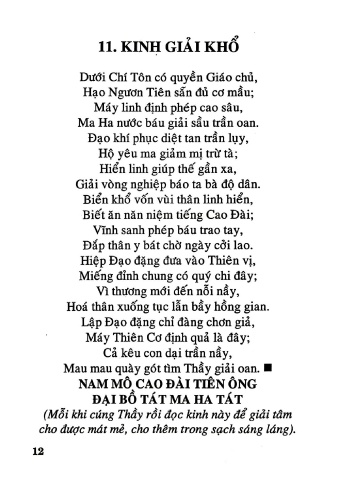 11. KINH GIẢI KHỔ
Dưới Chí Tôn có quyền Giáo chủ,
Hạo Ngươn Tiên sẵn đủ cơ mầu;
Máy linh định phép cao sâu,
Ma Ha nước báu giải sầu trần oan.
Đạo khí phục diệt tan trần lụy,
Hộ yêu ma giảm mị trừ tà;
Hiển linh giúp thế gần xa,
Giải vòng nghiệp báo ta bà độ dân.
Biển khổ vốn vùi thân linh hiển,
Biết ăn năn niệm tiếng Cao Đài;
Vĩnh sanh phép báu trao tay,
Đắp thân y bát chờ ngày cởi lao.
Hiệp Đạo đặng đưa vào Thiên vị,
Miếng đỉnh chung có quý chi đây;
Vì thương mới đến nỗi nầy,
Hoá thân xuống tục lẫn bầy hồng gian.
Lập Đạo đặng chỉ đàng chơn giả,
Máy Thiên Cơ định quả là đây;
Cả kêu con dại trần nầy,
Mau mau quày gót tìm Thầy giải oan. ■
NAM MÔ CAO ĐÀI TIÊN ÔNG
ĐẠI BỒ TÁT MA HA TÁT
(Mỗi khi cúng Thầy rồi đọc kinh này để giải tâm
cho được mát mẻ, cho thêm trong sạch sáng láng).
12